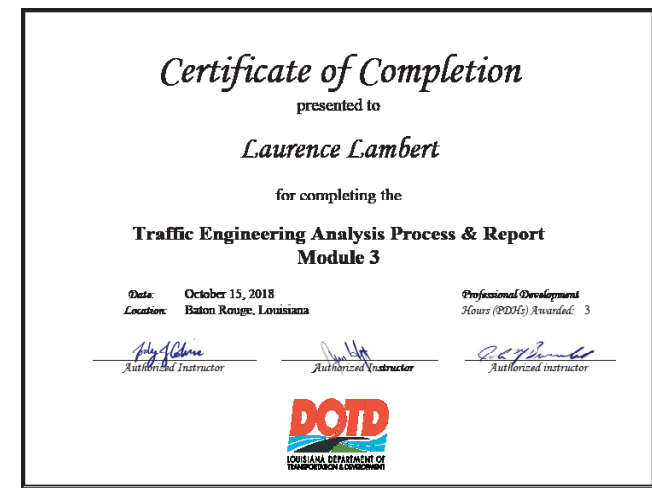 Certificate of Completion
presented to
Laurence Lambert
for completing the
Traffic Engineering Analysis Process & Report
Module 3
Date: October 15, 2018
Location: Baton Rouge, Louisiana
Professional Development
Hours (PDHs) Awarded: 3
Authorized Instructor
Authorized Instructor
Authorized instructor
DOTD
LOUISIANA DEPARTMENT OF
TRANSPORTATION & DEVELOPMENT